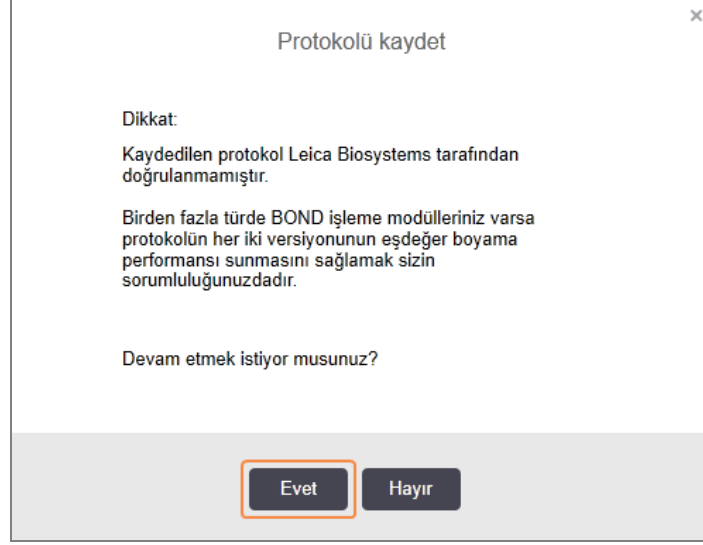 ×
Protokolü kaydet
Dikkat:
Kaydedilen protokol Leica Biosystems tarafından
doğrulanmamıştır.
Birden fazla türde BOND işleme modülleriniz varsa
protokolün her iki versiyonunun eşdeğer boyama
performansı sunmasını sağlamak sizin
sorumluluğunuzdadır.
Devam etmek istiyor musunuz?
Evet Hayır